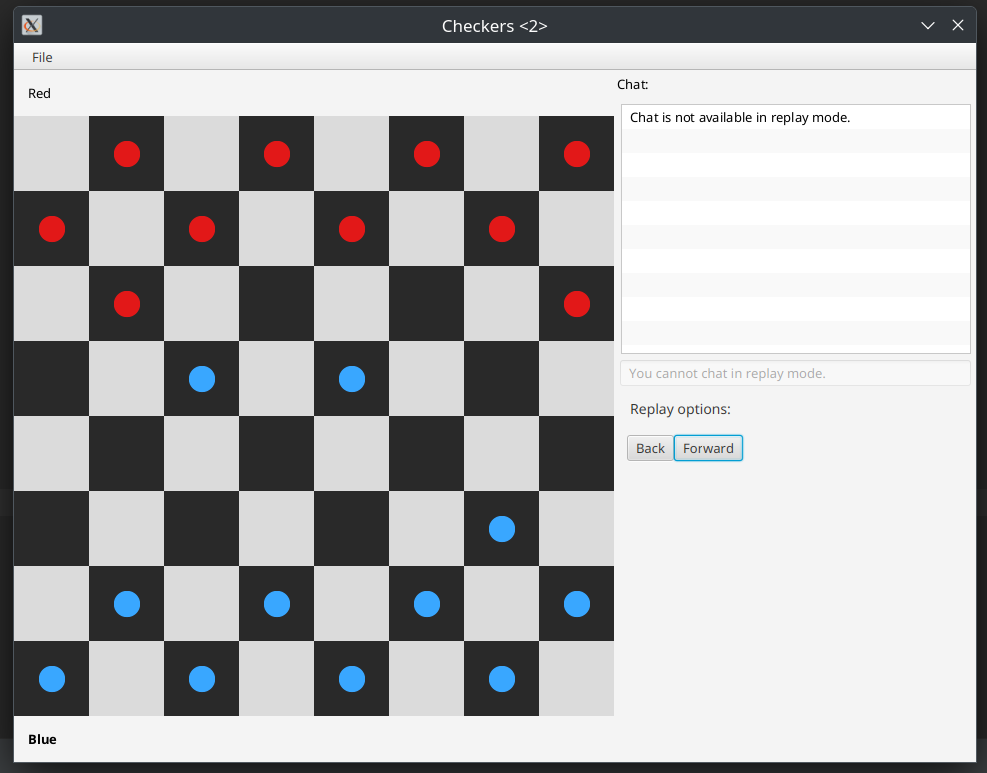 Checkers <2>
File
Red
Chat:
Chat is not available in replay mode.
You cannot chat in replay mode.
Replay options:
Back
Forward
Blue